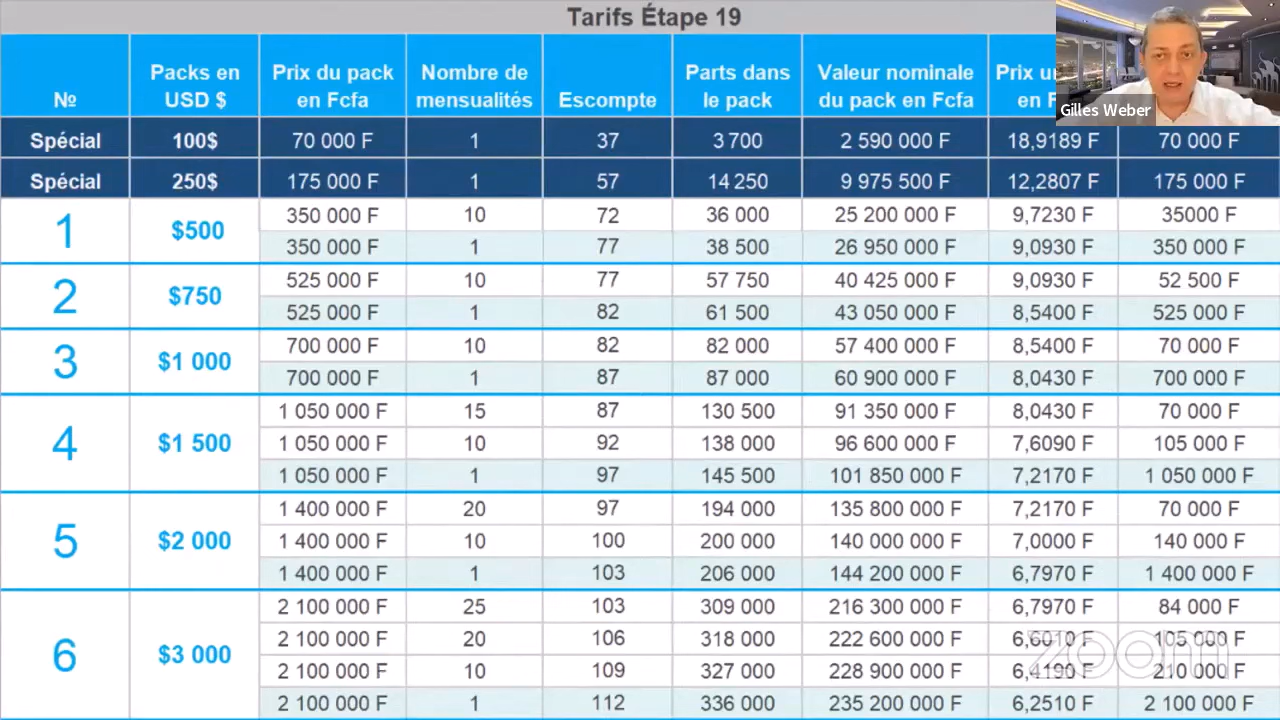 Tarifs Étape 19
№ Packs en USD $ Prix du pack en Fcfa Nombre de mensualités Escompte Parts dans le pack Valeur nominale du pack en Fcfa Prix en
Gilles Weber
Spécial 100$ 70 000 F 1 37 3 700 2 590 000 F 18,9189 F 70 000 F
Spécial 250$ 175 000 F 1 57 14 250 9 975 500 F 12,2807 F 175 000 F
1 $500 350 000 F 10 72 36 000 25 200 000 F 9,7230 F 35000 F
350 000 F 1 77 38 500 26 950 000 F 9,0930 F 350 000 F
2 $750 525 000 F 10 77 57 750 40 425 000 F 9,0930 F 52 500 F
525 000 F 1 82 61 500 43 050 000 F 8,5400 F 525 000 F
3 $1 000 700 000 F 10 82 82 000 57 400 000 F 8,5400 F 70 000 F
700 000 F 1 87 87 000 60 900 000 F 8,0430 F 700 000 F
4 $1 500 1 050 000 F 15 87 130 500 91 350 000 F 8,0430 F 70 000 F
1 050 000 F 10 92 138 000 96 600 000 F 7,6090 F 105 000 F
1 050 000 F 1 97 145 500 101 850 000 F 7,2170 F 1 050 000 F
5 $2 000 1 400 000 F 20 97 194 000 135 800 000 F 7,2170 F 70 000 F
1 400 000 F 10 100 200 000 140 000 000 F 7,0000 F 140 000 F
1 400 000 F 1 103 206 000 144 200 000 F 6,7970 F 1 400 000 F
6 $3 000 2 100 000 F 25 103 309 000 216 300 000 F 6,7970 F 84 000 F
2 100 000 F 20 106 318 000 222 600 000 F 6,6010 F 105 000 F
2 100 000 F 10 109 327 000 228 900 000 F 6,4190 F 210 000 F
2 100 000 F 1 112 336 000 235 200 000 F 6,2510 F 2 100 000 F
zoom